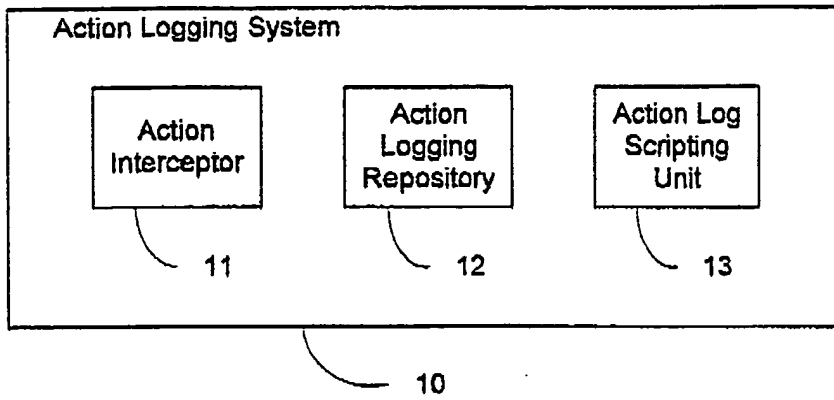 Action Logging System
Action
Interceptor
Action
Logging
Repository
Action Log
Scripting
Unit
11
12
13
10